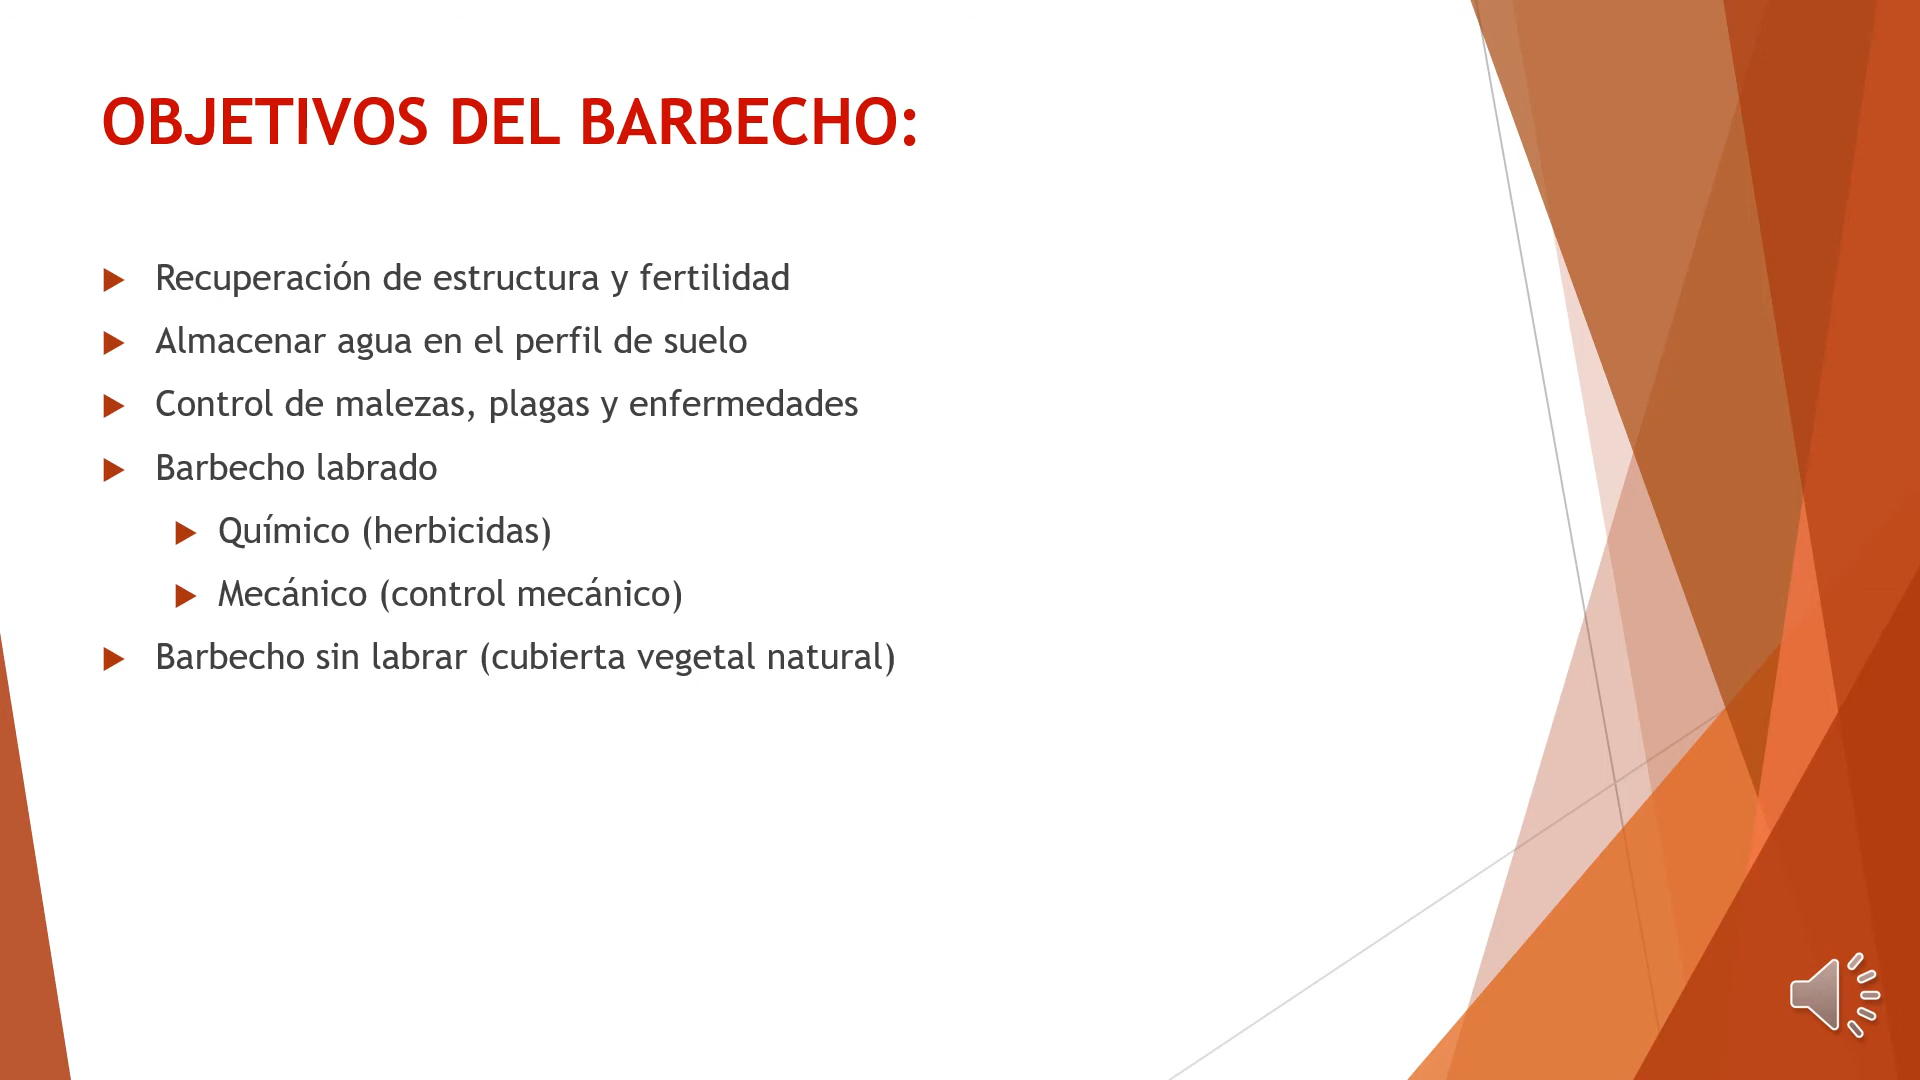 OBJETIVOS DEL BARBECHO:
Recuperación de estructura y fertilidad
Almacenar agua en el perfil de suelo
Control de malezas, plagas y enfermedades
Barbecho labrado
Químico (herbicidas)
Mecánico (control mecánico)
Barbecho sin labrar (cubierta vegetal natural)